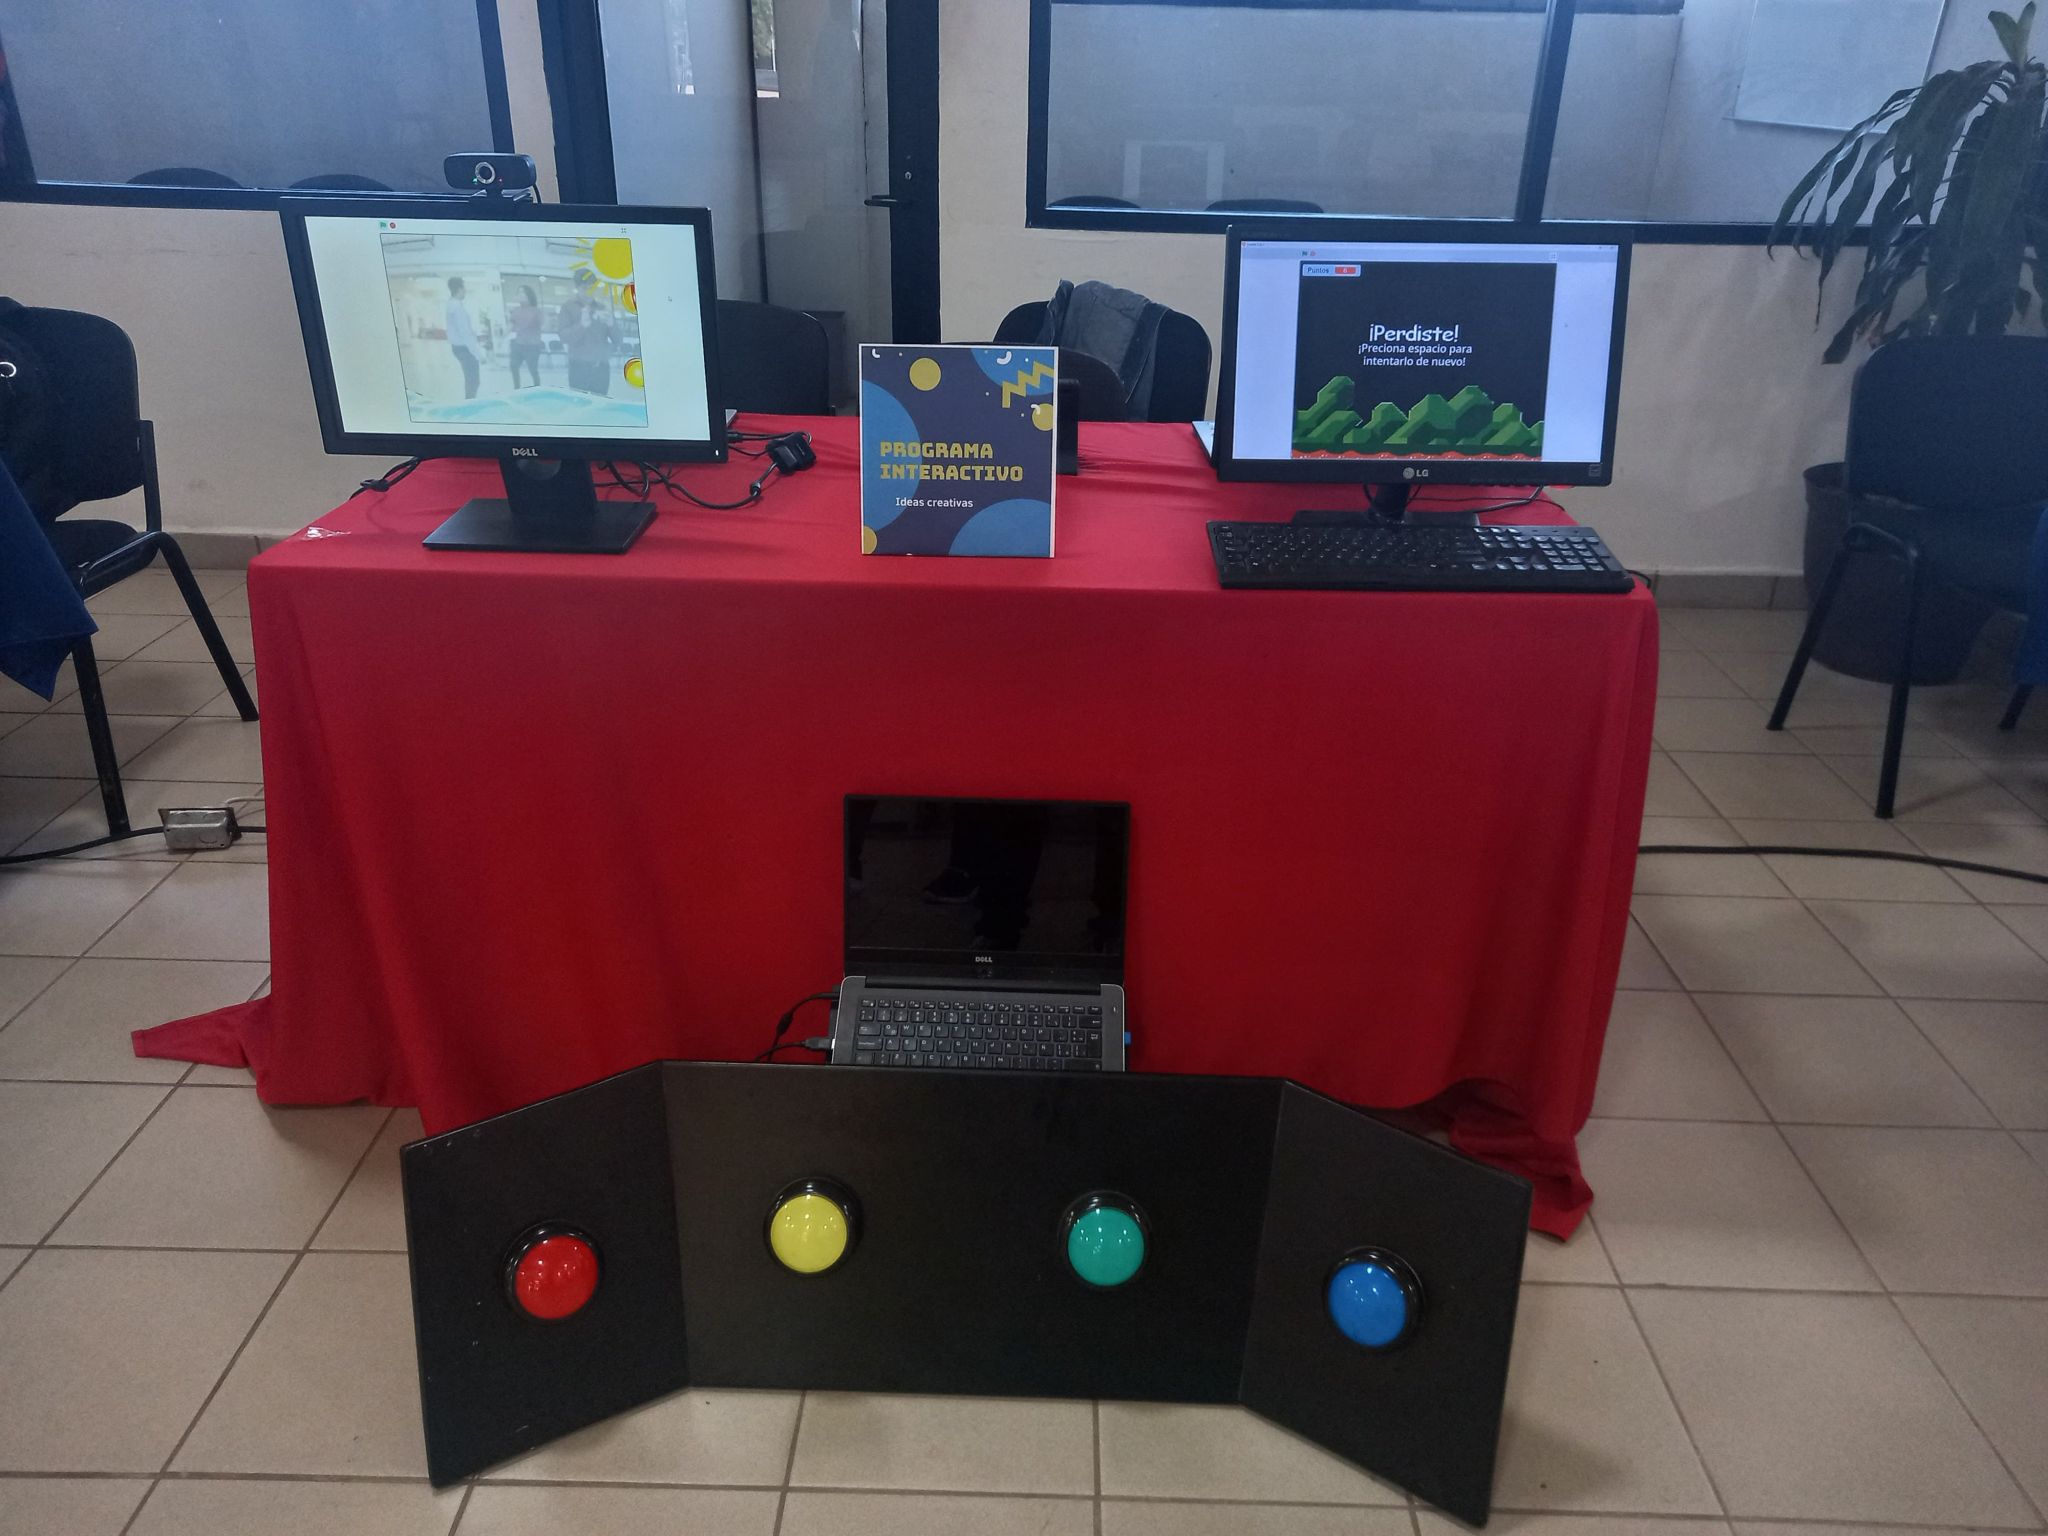 DELL
PROGRAMA
INTERACTIVO
Ideas creativas
Puntos
¡Perdiste!
¡Preciona espacio para
intentarlo de nuevo!
LG
DELL